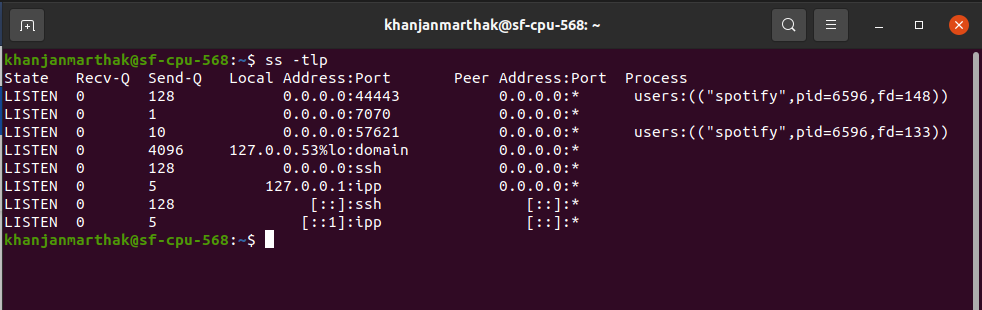 khanjanmarthak@sf-cpu-568: ~
khanjanmarthak@sf-cpu-568:~$ ss -tlp
State Recv-Q Send-Q Local Address:Port Peer Address:Port Process
LISTEN 0 128 0.0.0.0:44443 0.0.0.0:* users:(("spotify",pid=6596,fd=148))
LISTEN 0 1 0.0.0.0:7070 0.0.0.0:*
LISTEN 0 10 0.0.0.0:57621 0.0.0.0:* users:(("spotify",pid=6596,fd=133))
LISTEN 0 4096 127.0.0.53%lo:domain 0.0.0.0:*
LISTEN 0 128 0.0.0.0:ssh 0.0.0.0:*
LISTEN 0 5 127.0.0.1:ipp 0.0.0.0:*
LISTEN 0 128 [::]:ssh [::]:*
LISTEN 0 5 [::1]:ipp [::]:*
khanjanmarthak@sf-cpu-568:~$